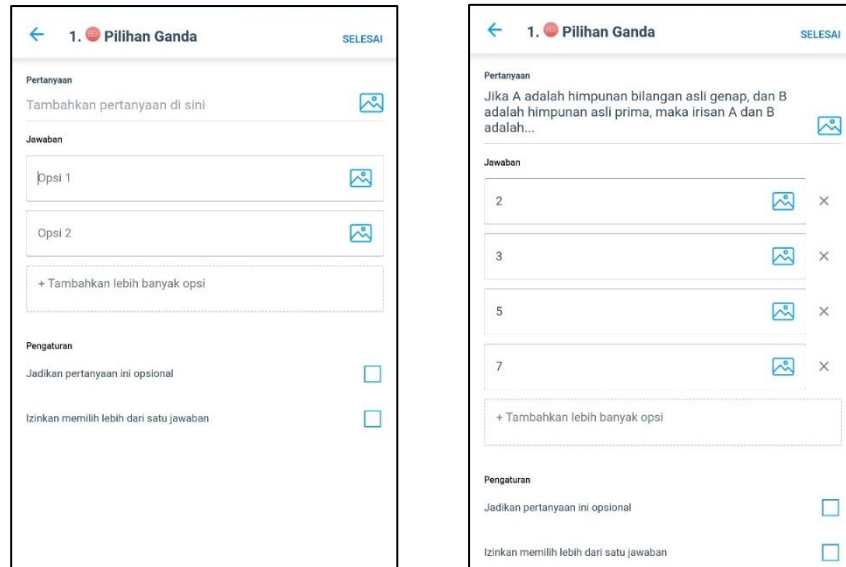 1. Pilihan Ganda
SELESAI
Pertanyaan
Tambahkan pertanyaan di sini
Jawaban
Opsi 1
Opsi 2
+ Tambahkan lebih banyak opsi
Pengaturan
Jadikan pertanyaan ini opsional
Izinkan memilih lebih dari satu jawaban
1. Pilihan Ganda
SELESAI
Pertanyaan
Jika A adalah himpunan bilangan asli genap, dan B
adalah himpunan asli prima, maka irisan A dan B
adalah...
Jawaban
2
3
5
7
+ Tambahkan lebih banyak opsi
Pengaturan
Jadikan pertanyaan ini opsional
Izinkan memilih lebih dari satu jawaban